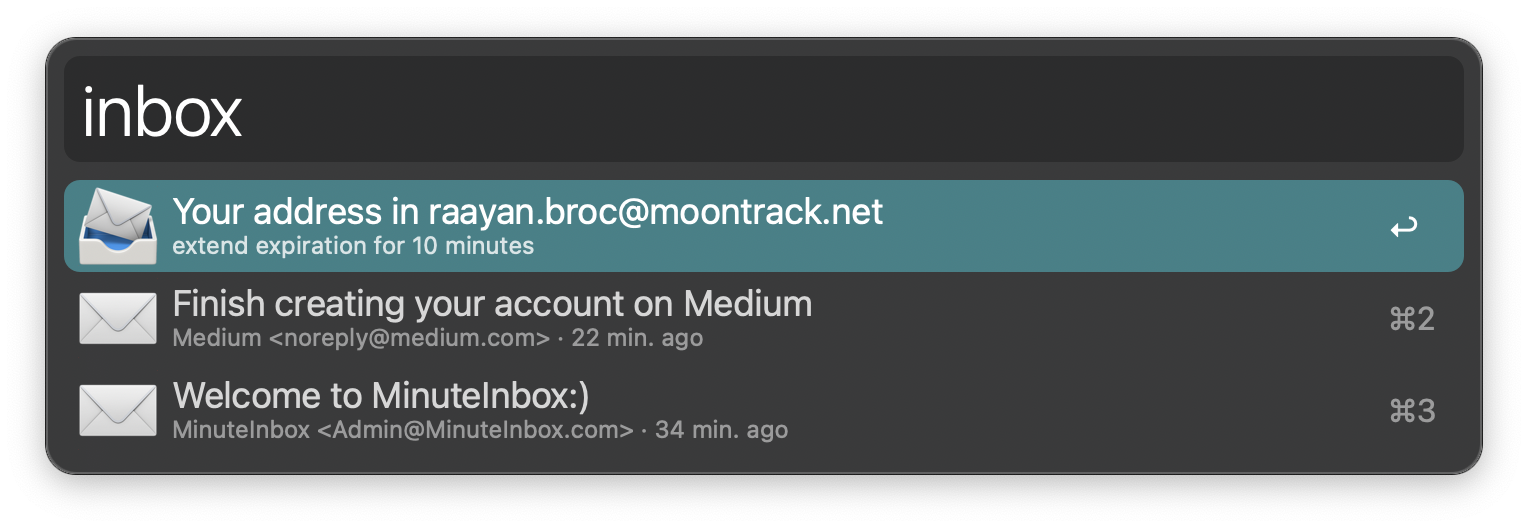 inbox
Your address in raayan.broc@moontrack.net
extend expiration for 10 minutes
↩
Finish creating your account on Medium
Medium <noreply@medium.com> · 22 min. ago
⌘2
Welcome to MinuteInbox:)
MinuteInbox <Admin@MinuteInbox.com> · 34 min. ago
⌘3